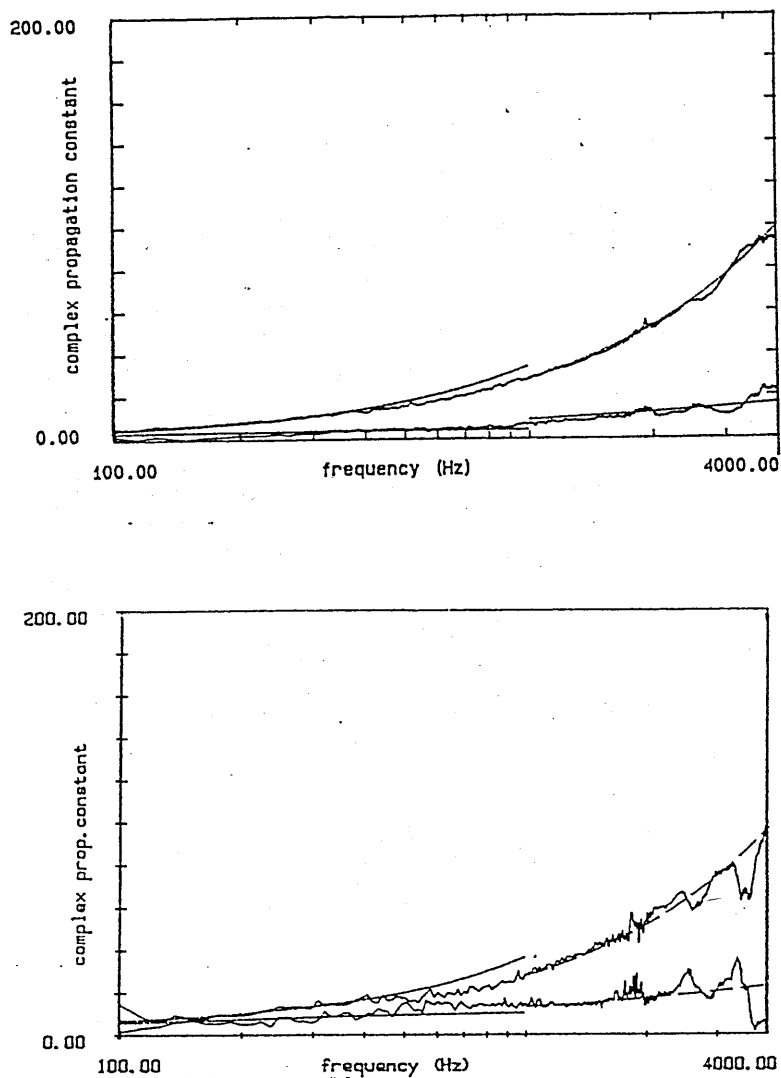 200.00
complex propagation constant
0.00
100.00
frequency (Hz)
4000.00
200.00
complex prop.constant
0.00
100.00
frequency (Hz)
4000.00